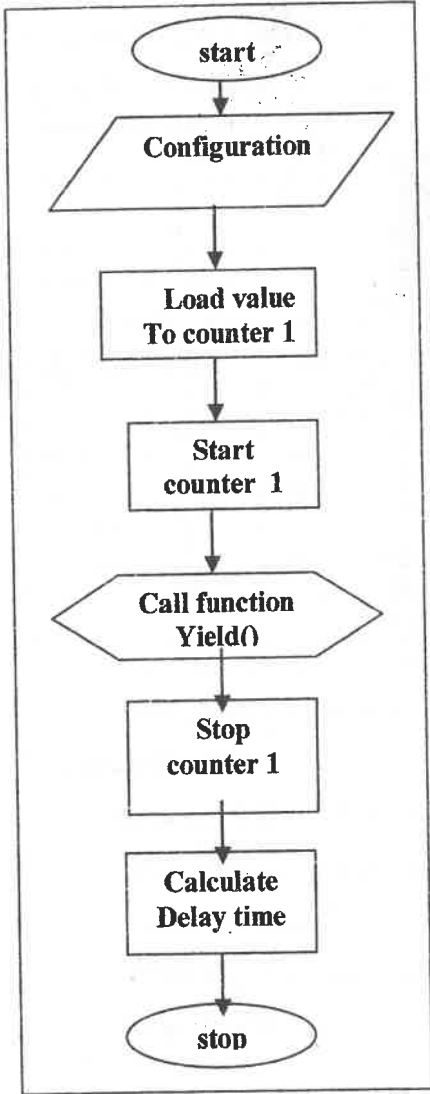 start
Configuration
Load value
To counter 1
Start
counter 1
Call function
Yield()
Stop
counter 1
Calculate
Delay time
stop